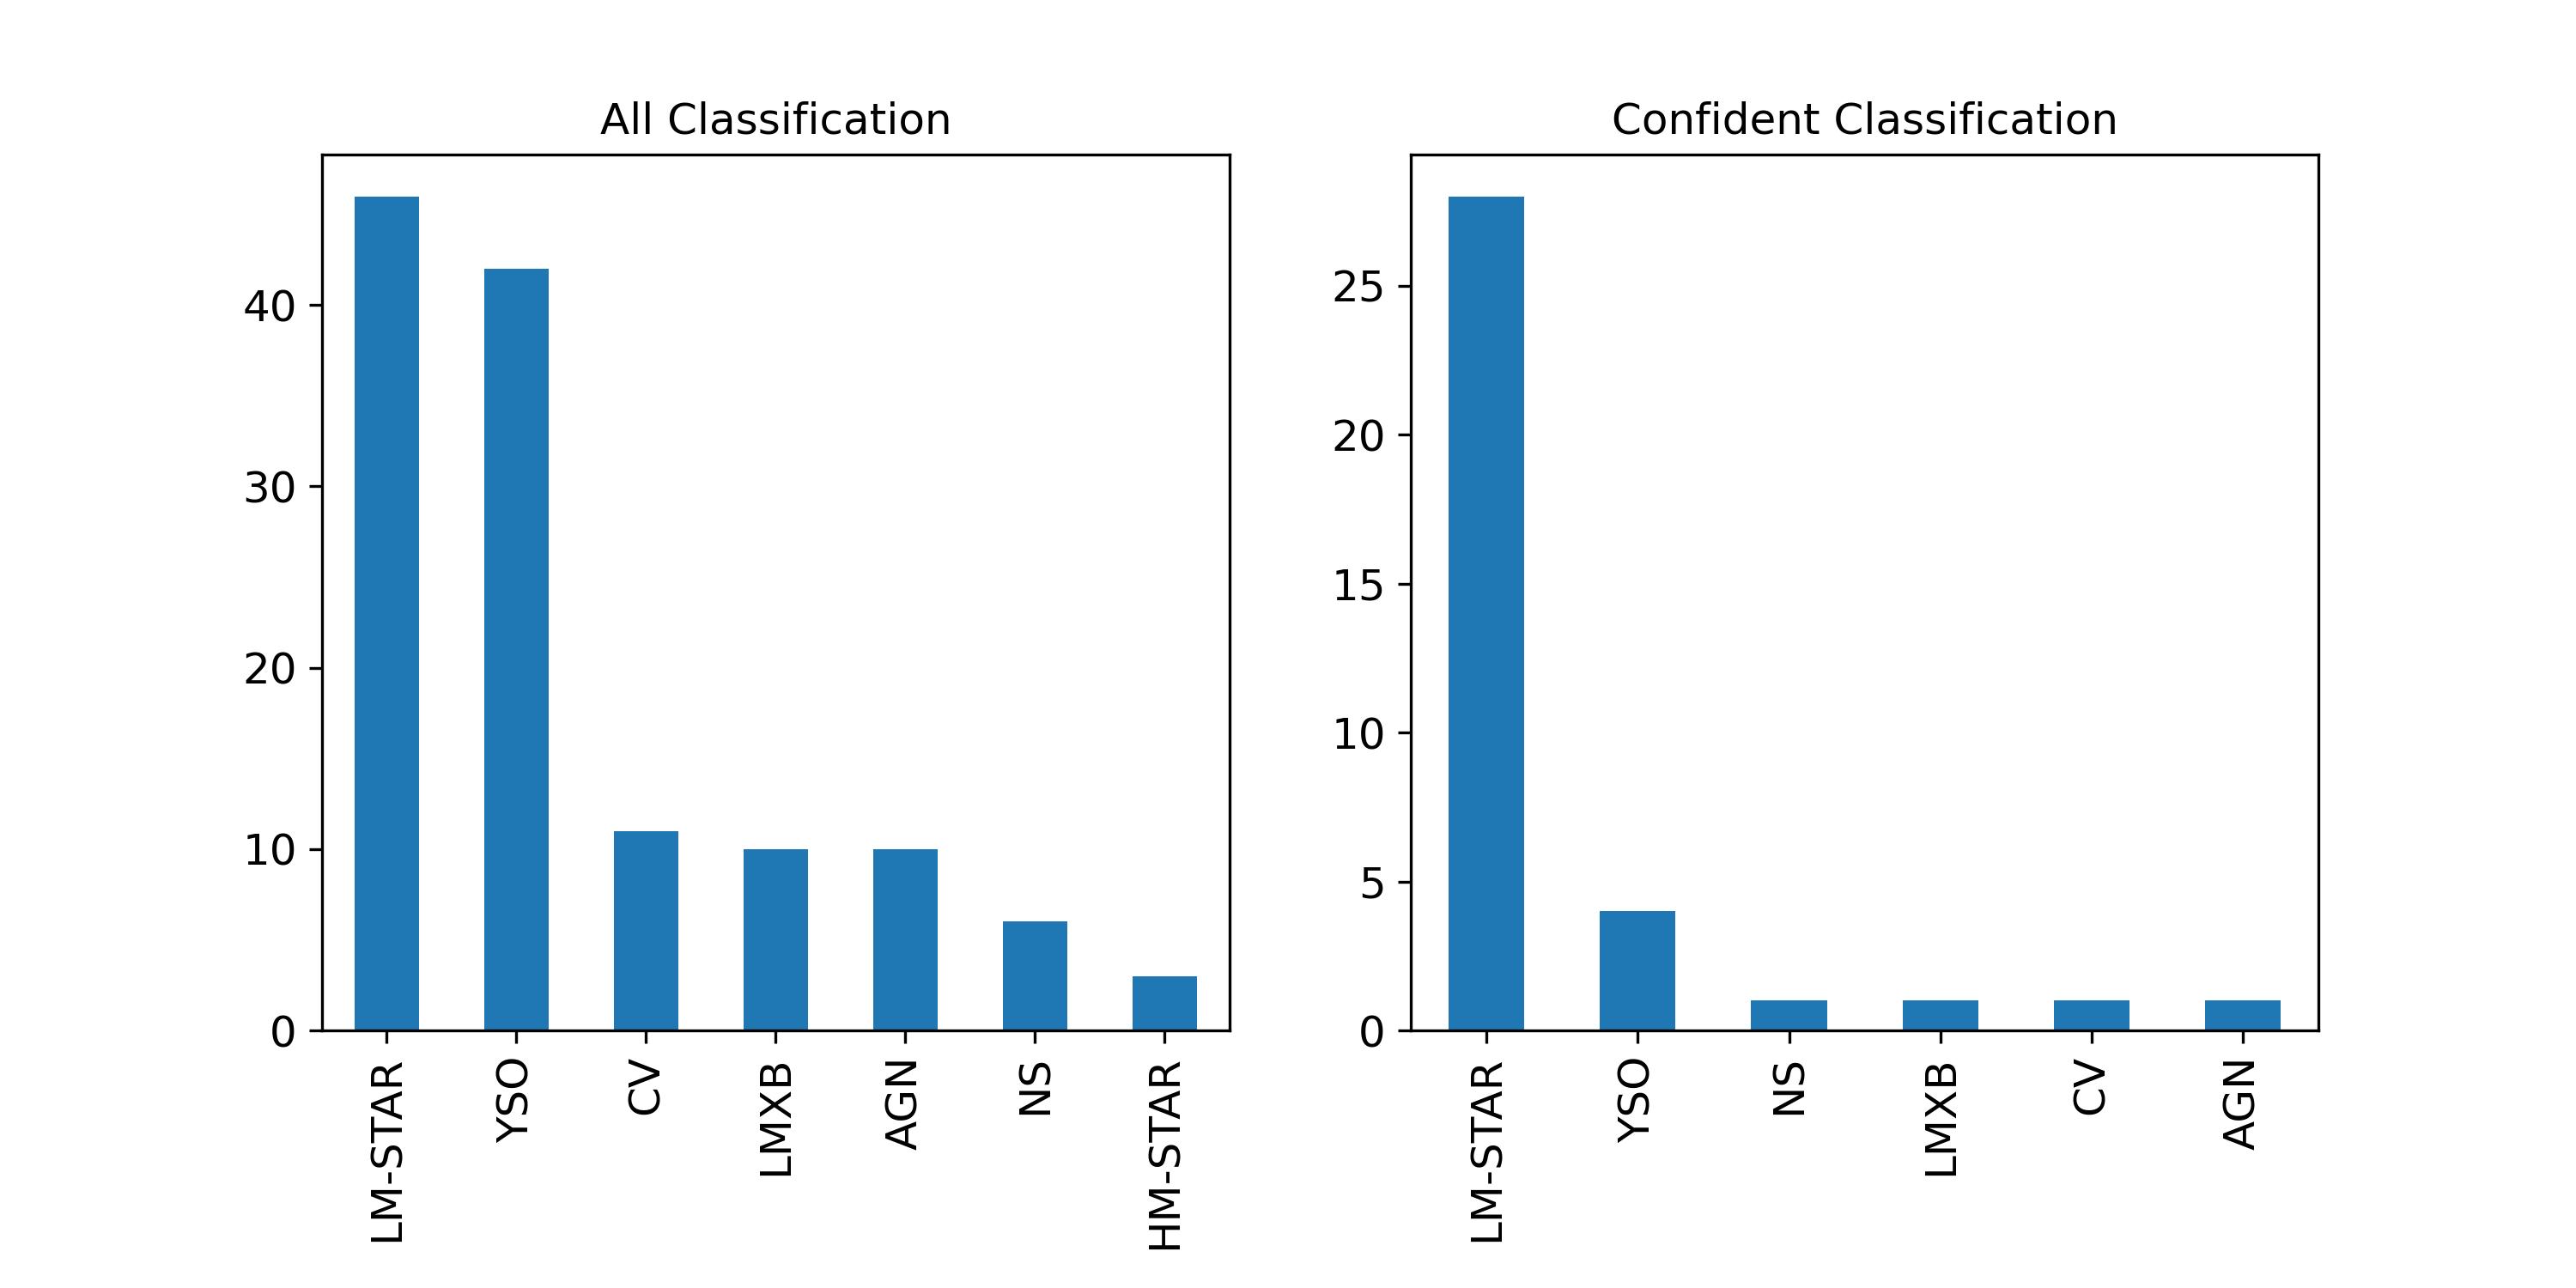 All Classification
40
30
20
10
0
LM-STAR
YSO
CV
LMXB
AGN
NS
HM-STAR
Confident Classification
25
20
15
10
5
0
LM-STAR
YSO
NS
LMXB
CV
AGN